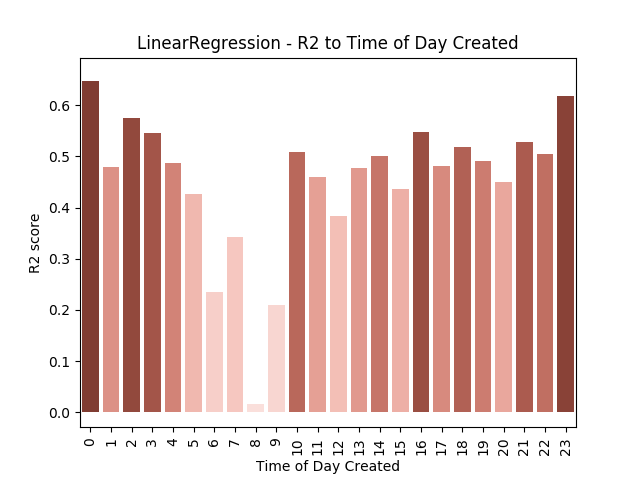 LinearRegression - R2 to Time of Day Created
R2 score
0.6
0.5
0.4
0.3
0.2
0.1
0.0
0 1 2 3 4 5 6 7 8 9 10 11 12 13 14 15 16 17 18 19 20 21 22 23
Time of Day Created